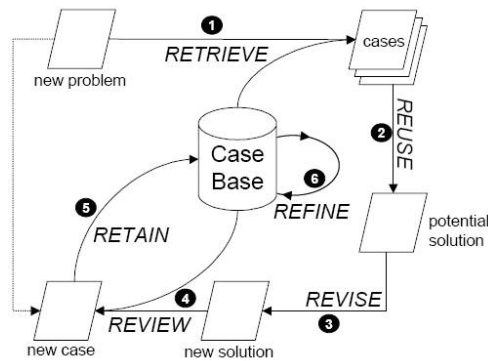 1
cases
RETRIEVE
new problem
2
REUSE
Case
Base
6
REFINE
5
RETAIN
potential
solution
REVISE
4
3
REVIEW
new case
new solution